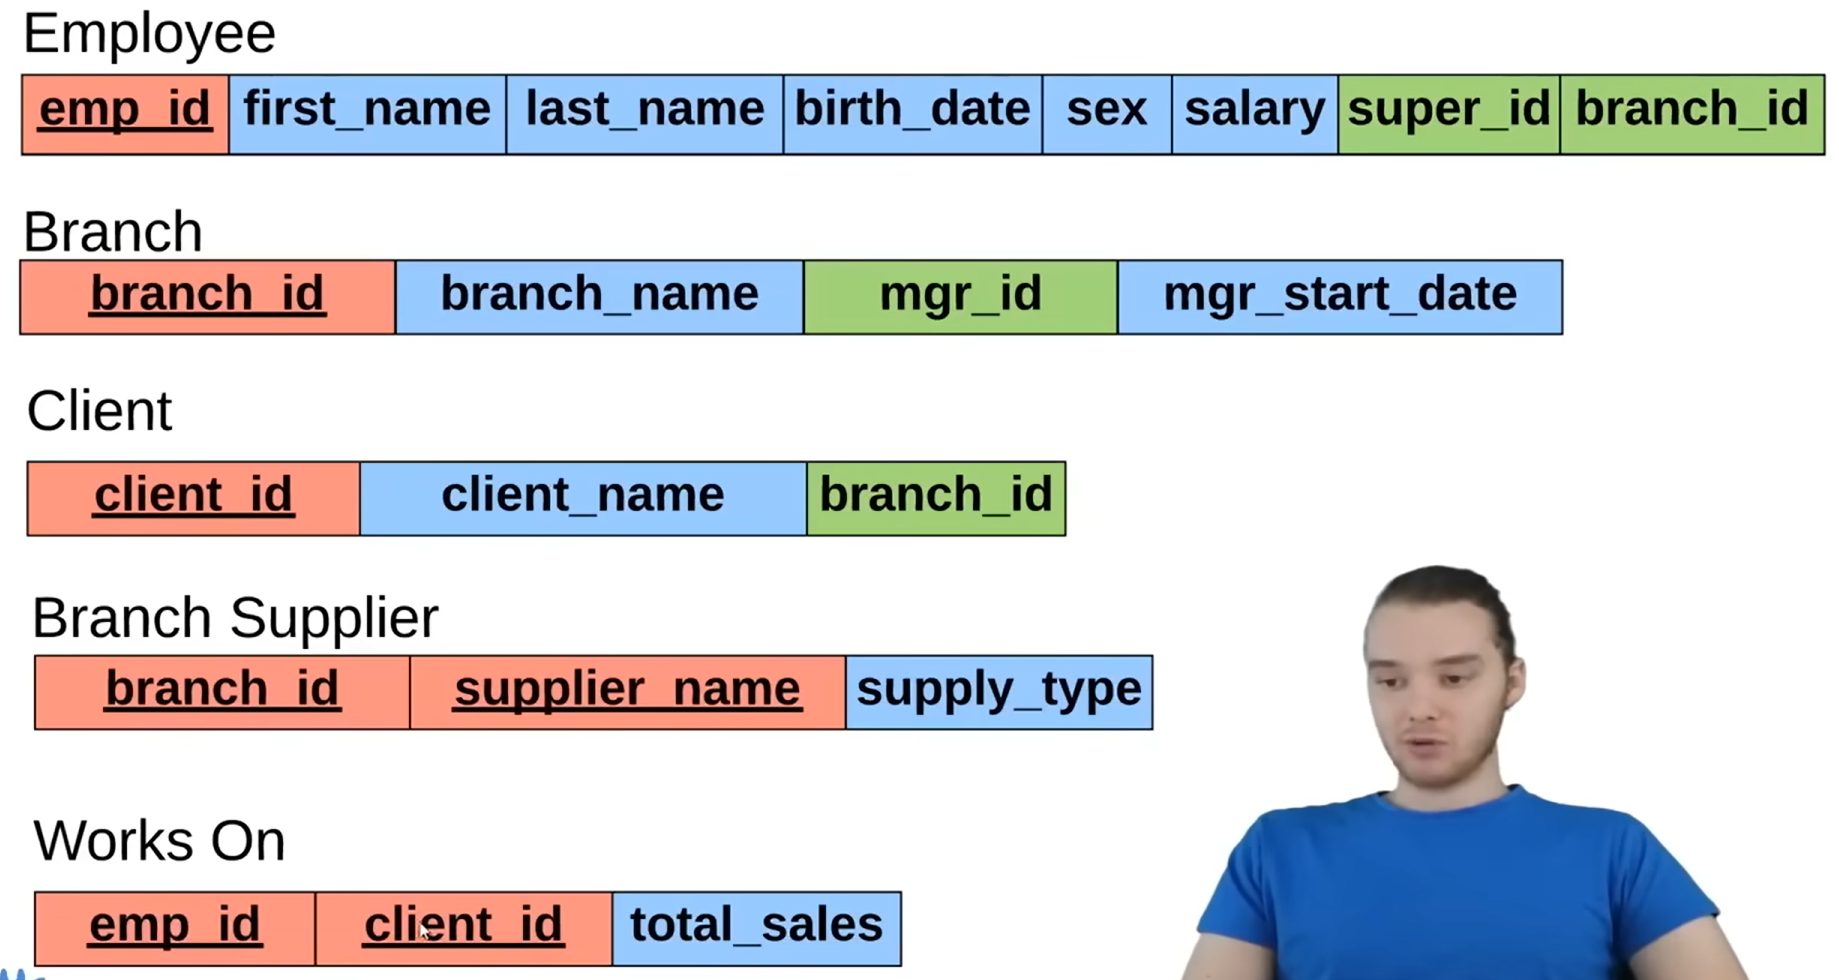 Employee
emp_id first_name last_name birth_date sex salary super_id branch_id
Branch
branch_id branch_name mgr_id mgr_start_date
Client
client_id client_name branch_id
Branch Supplier
branch_id supplier_name supply_type
Works On
emp_id client_id total_sales